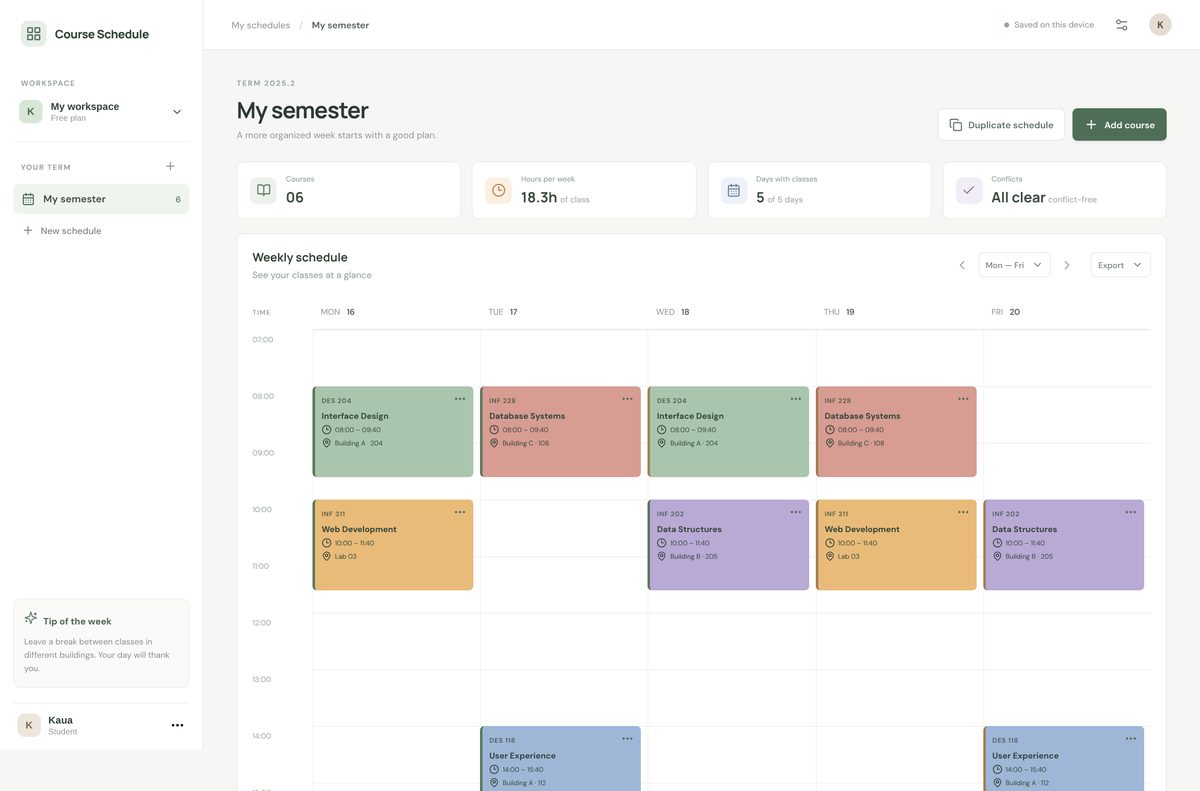 Course Schedule
WORKSPACE
K
My workspace
Free plan
YOUR TERM
My semester
6
New schedule
Tip of the week
Leave a break between classes in
different buildings. Your day will thank
you.
K
Kaua
Student
My schedules / My semester
Saved on this device
K
TERM 2025.2
My semester
A more organized week starts with a good plan.
Duplicate schedule
Add course
Courses
06
Hours per week
18.3h of class
Days with classes
5 of 5 days
Conflicts
All clear conflict-free
Weekly schedule
See your classes at a glance
Mon — Fri
Export
TIME
MON 16
TUE 17
WED 18
THU 19
FRI 20
07:00
08:00
DES 204
Interface Design
08:00 – 09:40
Building A · 204
INF 228
Database Systems
08:00 – 09:40
Building C · 108
DES 204
Interface Design
08:00 – 09:40
Building A · 204
INF 228
Database Systems
08:00 – 09:40
Building C · 108
09:00
10:00
INF 311
Web Development
10:00 – 11:40
Lab 03
INF 202
Data Structures
10:00 – 11:40
Building B · 205
INF 311
Web Development
10:00 – 11:40
Lab 03
INF 202
Data Structures
10:00 – 11:40
Building B · 205
11:00
12:00
13:00
14:00
DES 118
User Experience
14:00 – 15:40
Building A · 112
DES 118
User Experience
14:00 – 15:40
Building A · 112